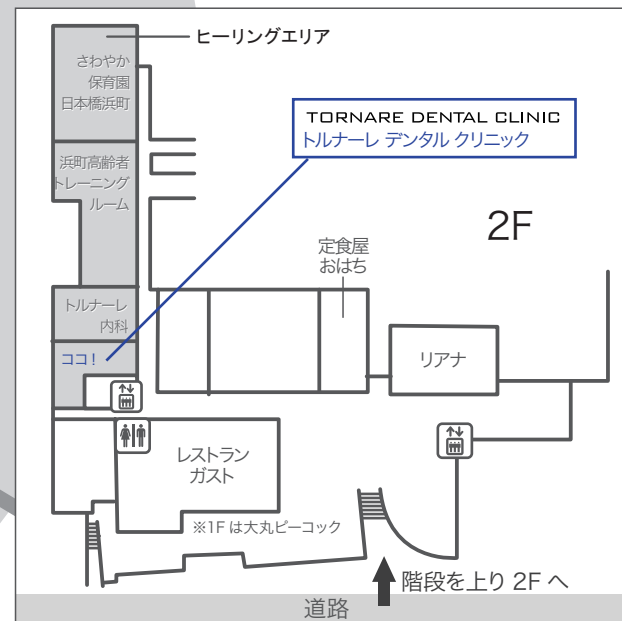 ヒーリングエリア
さわやか
保育園
日本橋浜町
TORNARE DENTAL CLINIC
トルナーレ デンタル クリニック
浜町高齢者
トレーニング
ルーム
2F
定食屋
おはち
トルナーレ
内科
ココ！
リアナ
レストラン
ガスト
※1F は大丸ピーコック
階段を上り 2F へ
道路